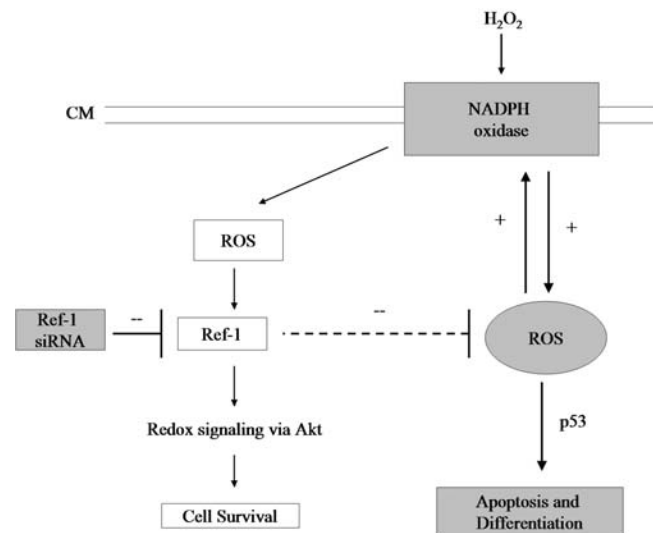 H₂O₂
CM
NADPH
oxidase
+
+
ROS
Ref-1
siRNA
--
Ref-1
--
ROS
Redox signaling via Akt
p53
Cell Survival
Apoptosis and
Differentiation